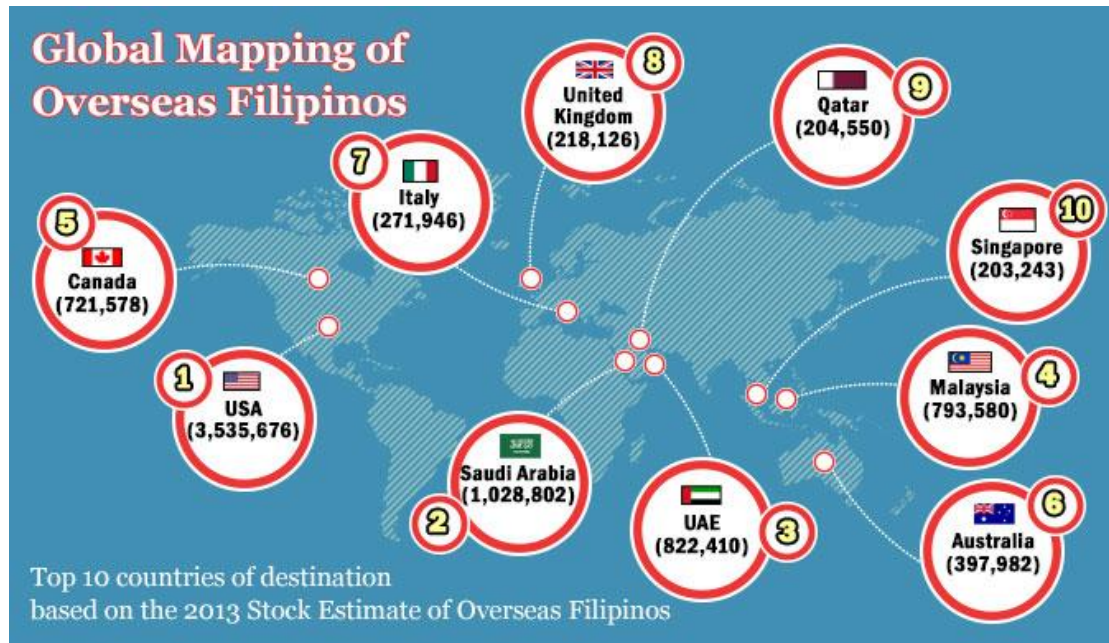 Global Mapping of
Overseas Filipinos
8
United
Kingdom
(218,126)
9
Qatar
(204,550)
7
Italy
(271,946)
5
Canada
(721,578)
10
Singapore
(203,243)
1
USA
(3,535,676)
4
Malaysia
(793,580)
2
Saudi Arabia
(1,028,802)
3
UAE
(822,410)
6
Australia
(397,982)
Top 10 countries of destination
based on the 2013 Stock Estimate of Overseas Filipinos